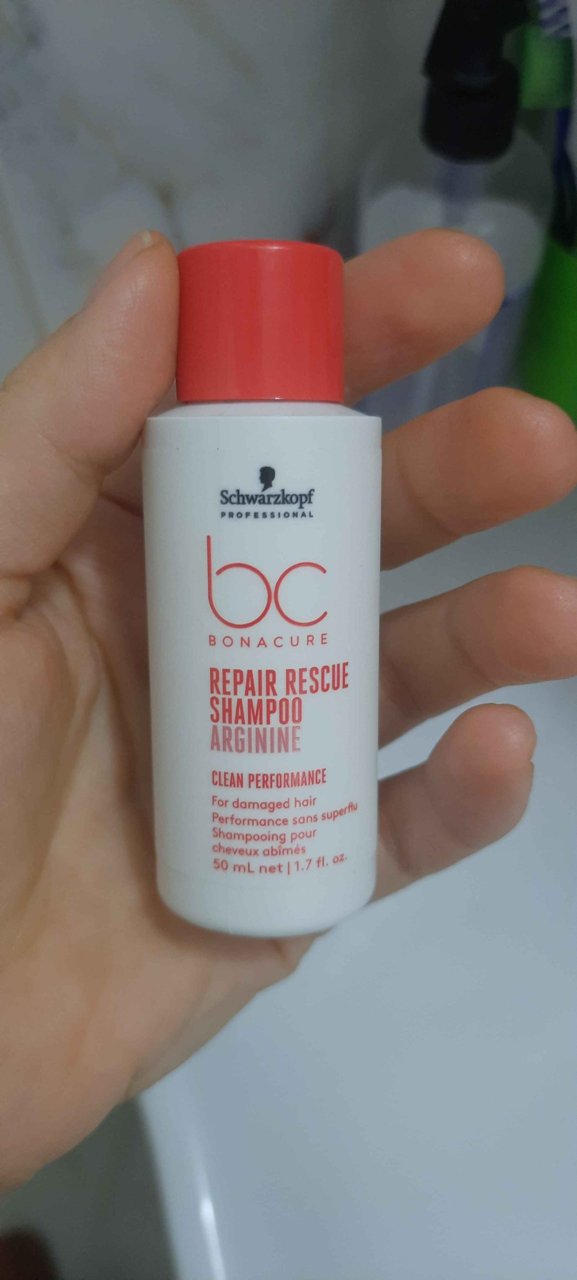 Schwarzkopf
PROFESSIONAL
bc
BONACURE
REPAIR RESCUE
SHAMPOO
ARGININE
CLEAN PERFORMANCE
For damaged hair
Performance sans superflu
Shampooing pour
cheveux abîmés
50 mL net | 1.7 fl. oz.